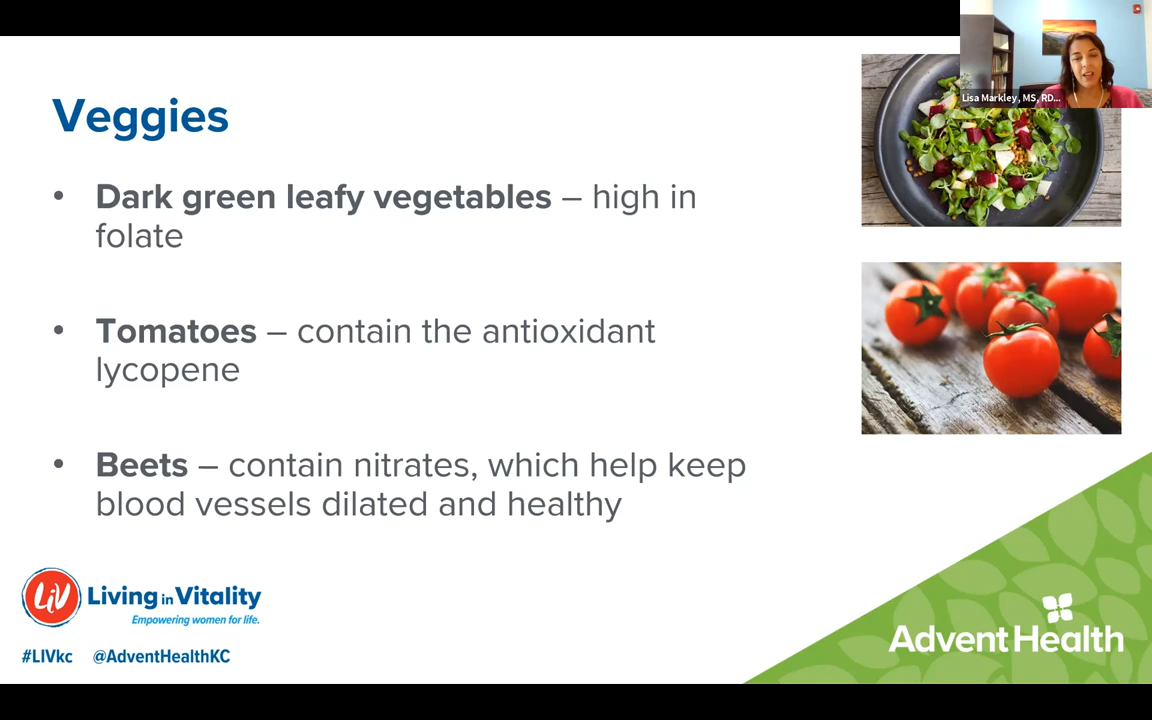 Lisa Markley, MS, RD...
Veggies
• Dark green leafy vegetables – high in
folate
• Tomatoes – contain the antioxidant
lycopene
• Beets – contain nitrates, which help keep
blood vessels dilated and healthy
LiV
Living in Vitality
Empowering women for life.
#LIVkc @AdventHealthKC
Advent Health